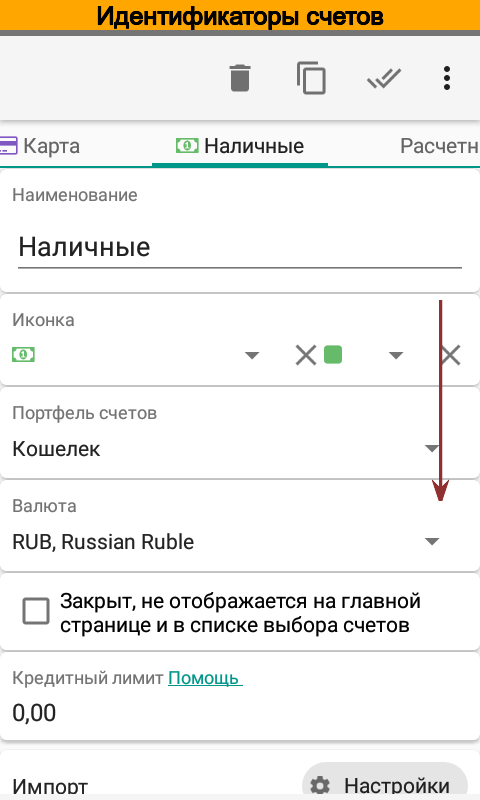 Идентификаторы счетов
Карта
Наличные
Расчетн
Наименование
Наличные
Иконка
Портфель счетов
Кошелек
Валюта
RUB, Russian Ruble
Закрыт, не отображается на главной
странице и в списке выбора счетов
Кредитный лимит Помощь
0,00
Импорт
Настройки